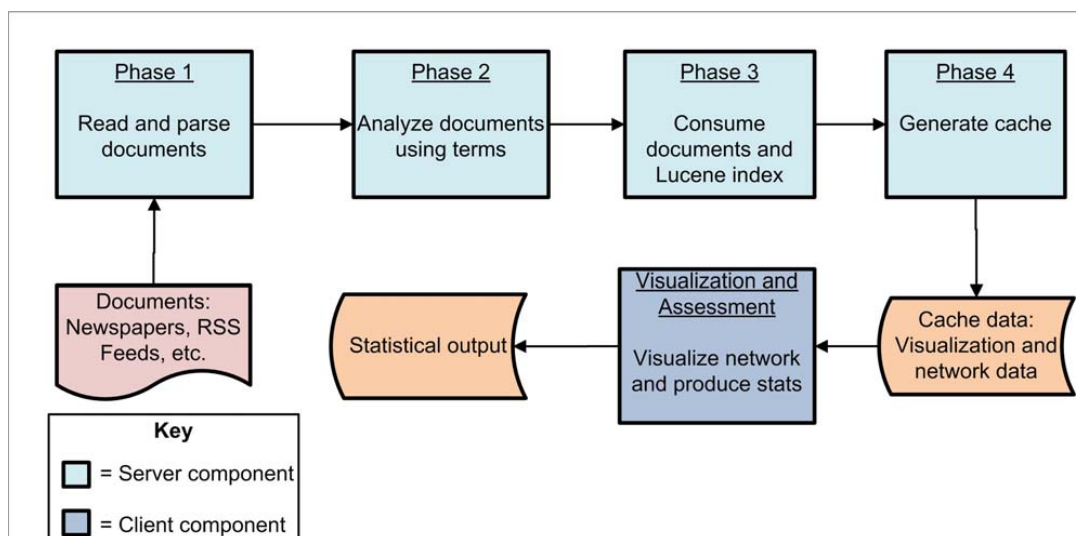 Phase 1
Read and parse
documents
Phase 2
Analyze documents
using terms
Phase 3
Consume
documents and
Lucene index
Phase 4
Generate cache
Documents:
Newspapers, RSS
Feeds, etc.
Statistical output
Visualization and
Assessment
Visualize network
and produce stats
Cache data:
Visualization and
network data
Key
= Server component
= Client component